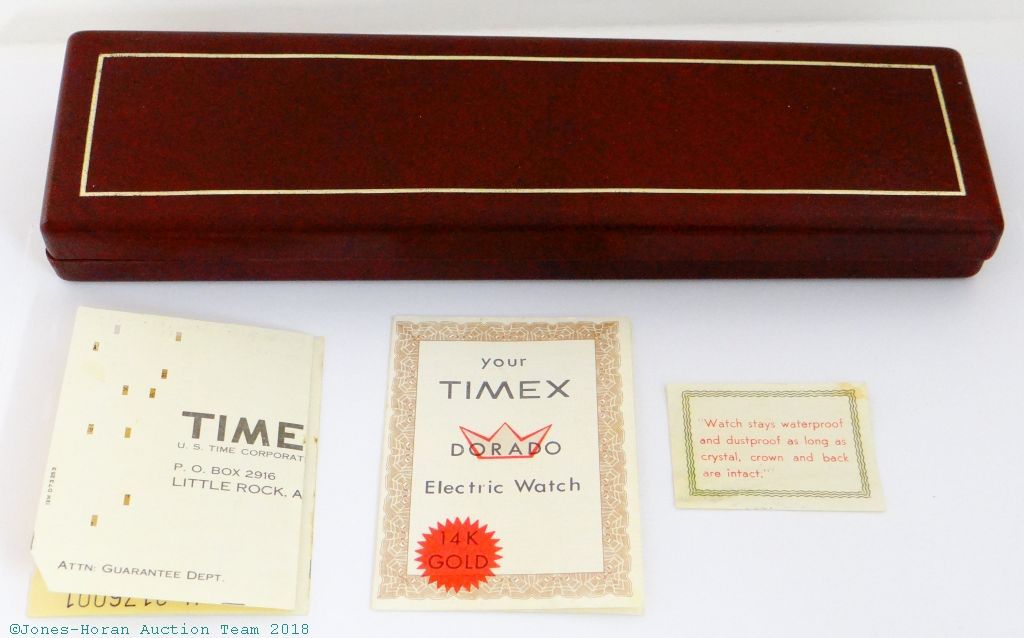 TIME
U. S. TIME CORPORAT
P. O. BOX 2916
LITTLE ROCK, A
ATTN: GUARANTEE DEPT.
your
TIMEX
DORADO
Electric Watch
14K
GOLD
"Watch stays waterproof
and dustproof as long as
crystal, crown and back
are intact."
©Jones-Horan Auction Team 2018